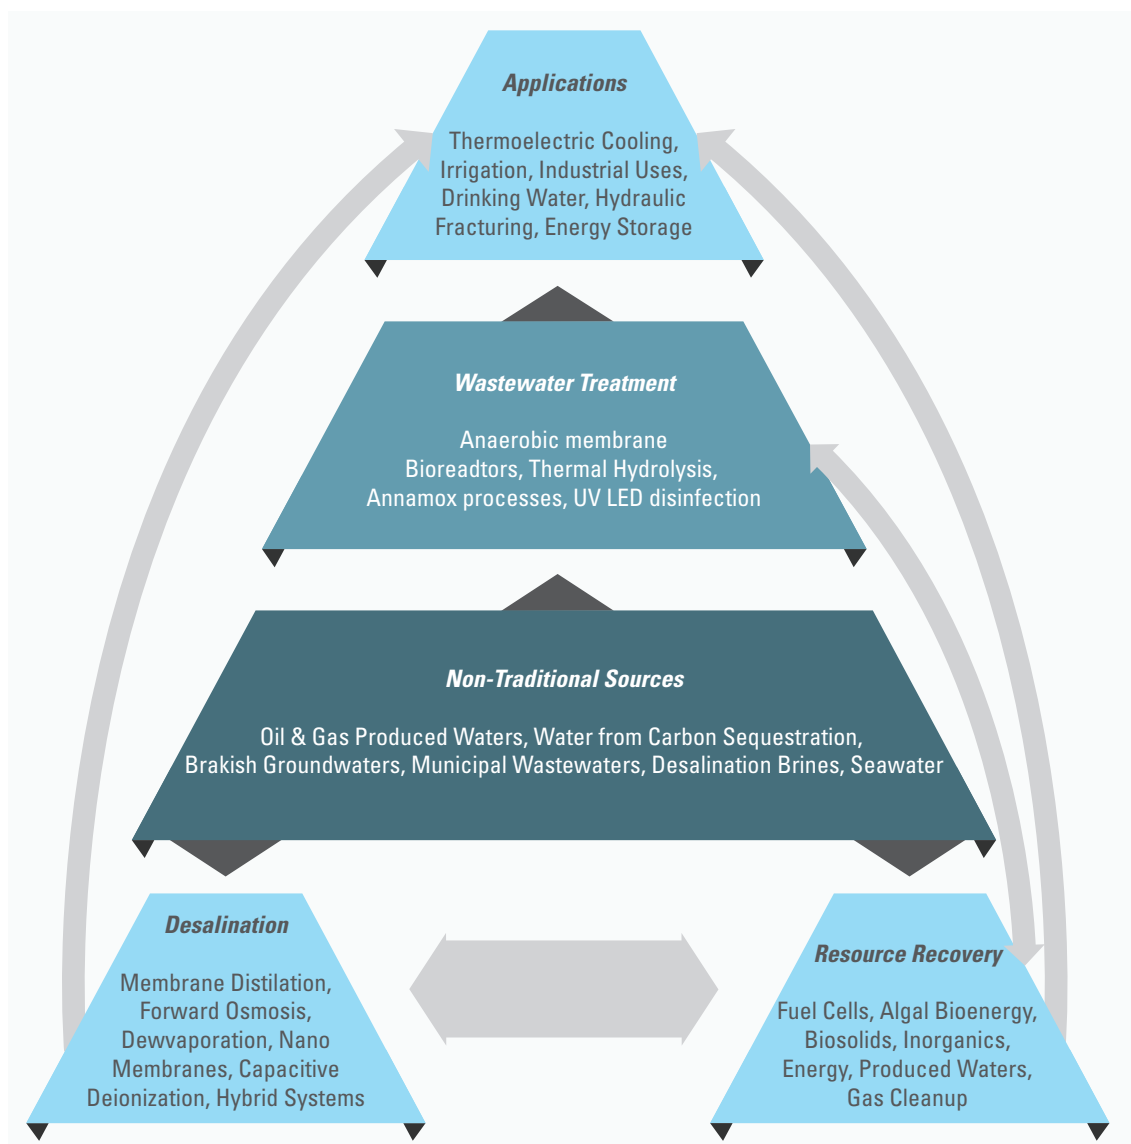 Applications
Thermoelectric Cooling,
Irrigation, Industrial Uses,
Drinking Water, Hydraulic
Fracturing, Energy Storage
Wastewater Treatment
Anaerobic membrane
Bioreadtors, Thermal Hydrolysis,
Annamox processes, UV LED disinfection
Non-Traditional Sources
Oil & Gas Produced Waters, Water from Carbon Sequestration,
Brakish Groundwaters, Municipal Wastewaters, Desalination Brines, Seawater
Desalination
Membrane Distilation,
Forward Osmosis,
Dewvaporation, Nano
Membranes, Capacitive
Deionization, Hybrid Systems
Resource Recovery
Fuel Cells, Algal Bioenergy,
Biosolids, Inorganics,
Energy, Produced Waters,
Gas Cleanup